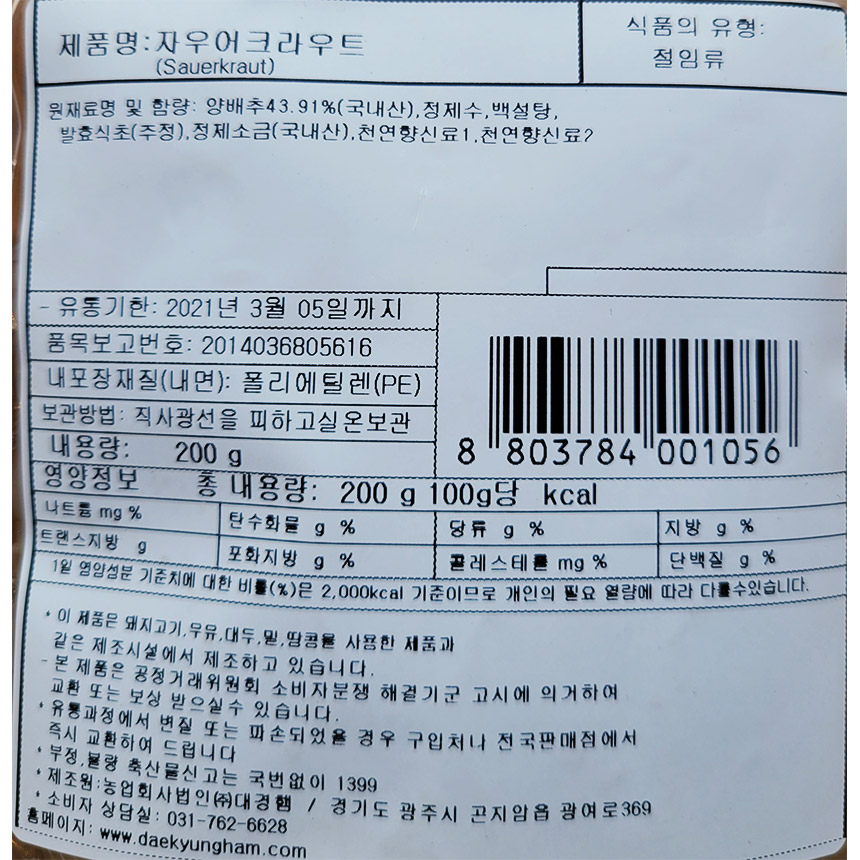 제품명:자우어크라우트
(Sauerkraut)
식품의 유형:
절임류
원재료명 및 함량: 양배추43.91%(국내산),정제수,백설탕,
발효식초(주정),정제소금(국내산),천연향신료1,천연향신료2
- 유통기한: 2021년 3월 05일까지
품목보고번호: 2014036805616
내포장재질(내면): 폴리에틸렌(PE)
보관방법: 직사광선을 피하고실온보관
내용량: 200 g
8 803784 001056
영양정보 총 내용량: 200 g 100g당 kcal
나트륨 mg % 탄수화물 g % 당류 g % 지방 g %
트랜스지방 g 포화지방 g % 콜레스테롤 mg % 단백질 g %
1일 영양성분 기준치에 대한 비률(%)은 2,000kcal 기준이므로 개인의 필요 열량에 따라 다를수있습니다.
* 이 제품은 돼지고기,우유,대두,밀,땅콩을 사용한 제품과
같은 제조시설에서 제조하고 있습니다.
- 본 제품은 공정거래위원회 소비자분쟁 해결기군 고시에 의거하여
교환 또는 보상 받으실수 있습니다.
* 유통과정에서 변질 또는 파손되었을 경우 구입처나 전국판매점에서
즉시 교환하여 드립니다
* 부정,불량 축산물신고는 국번없이 1399
* 제조원:농업회사법인㈜대경햄 / 경기도 광주시 곤지암읍 광여로369
* 소비자 상담실: 031-762-6628
홈페이지: www.daekyungham.com